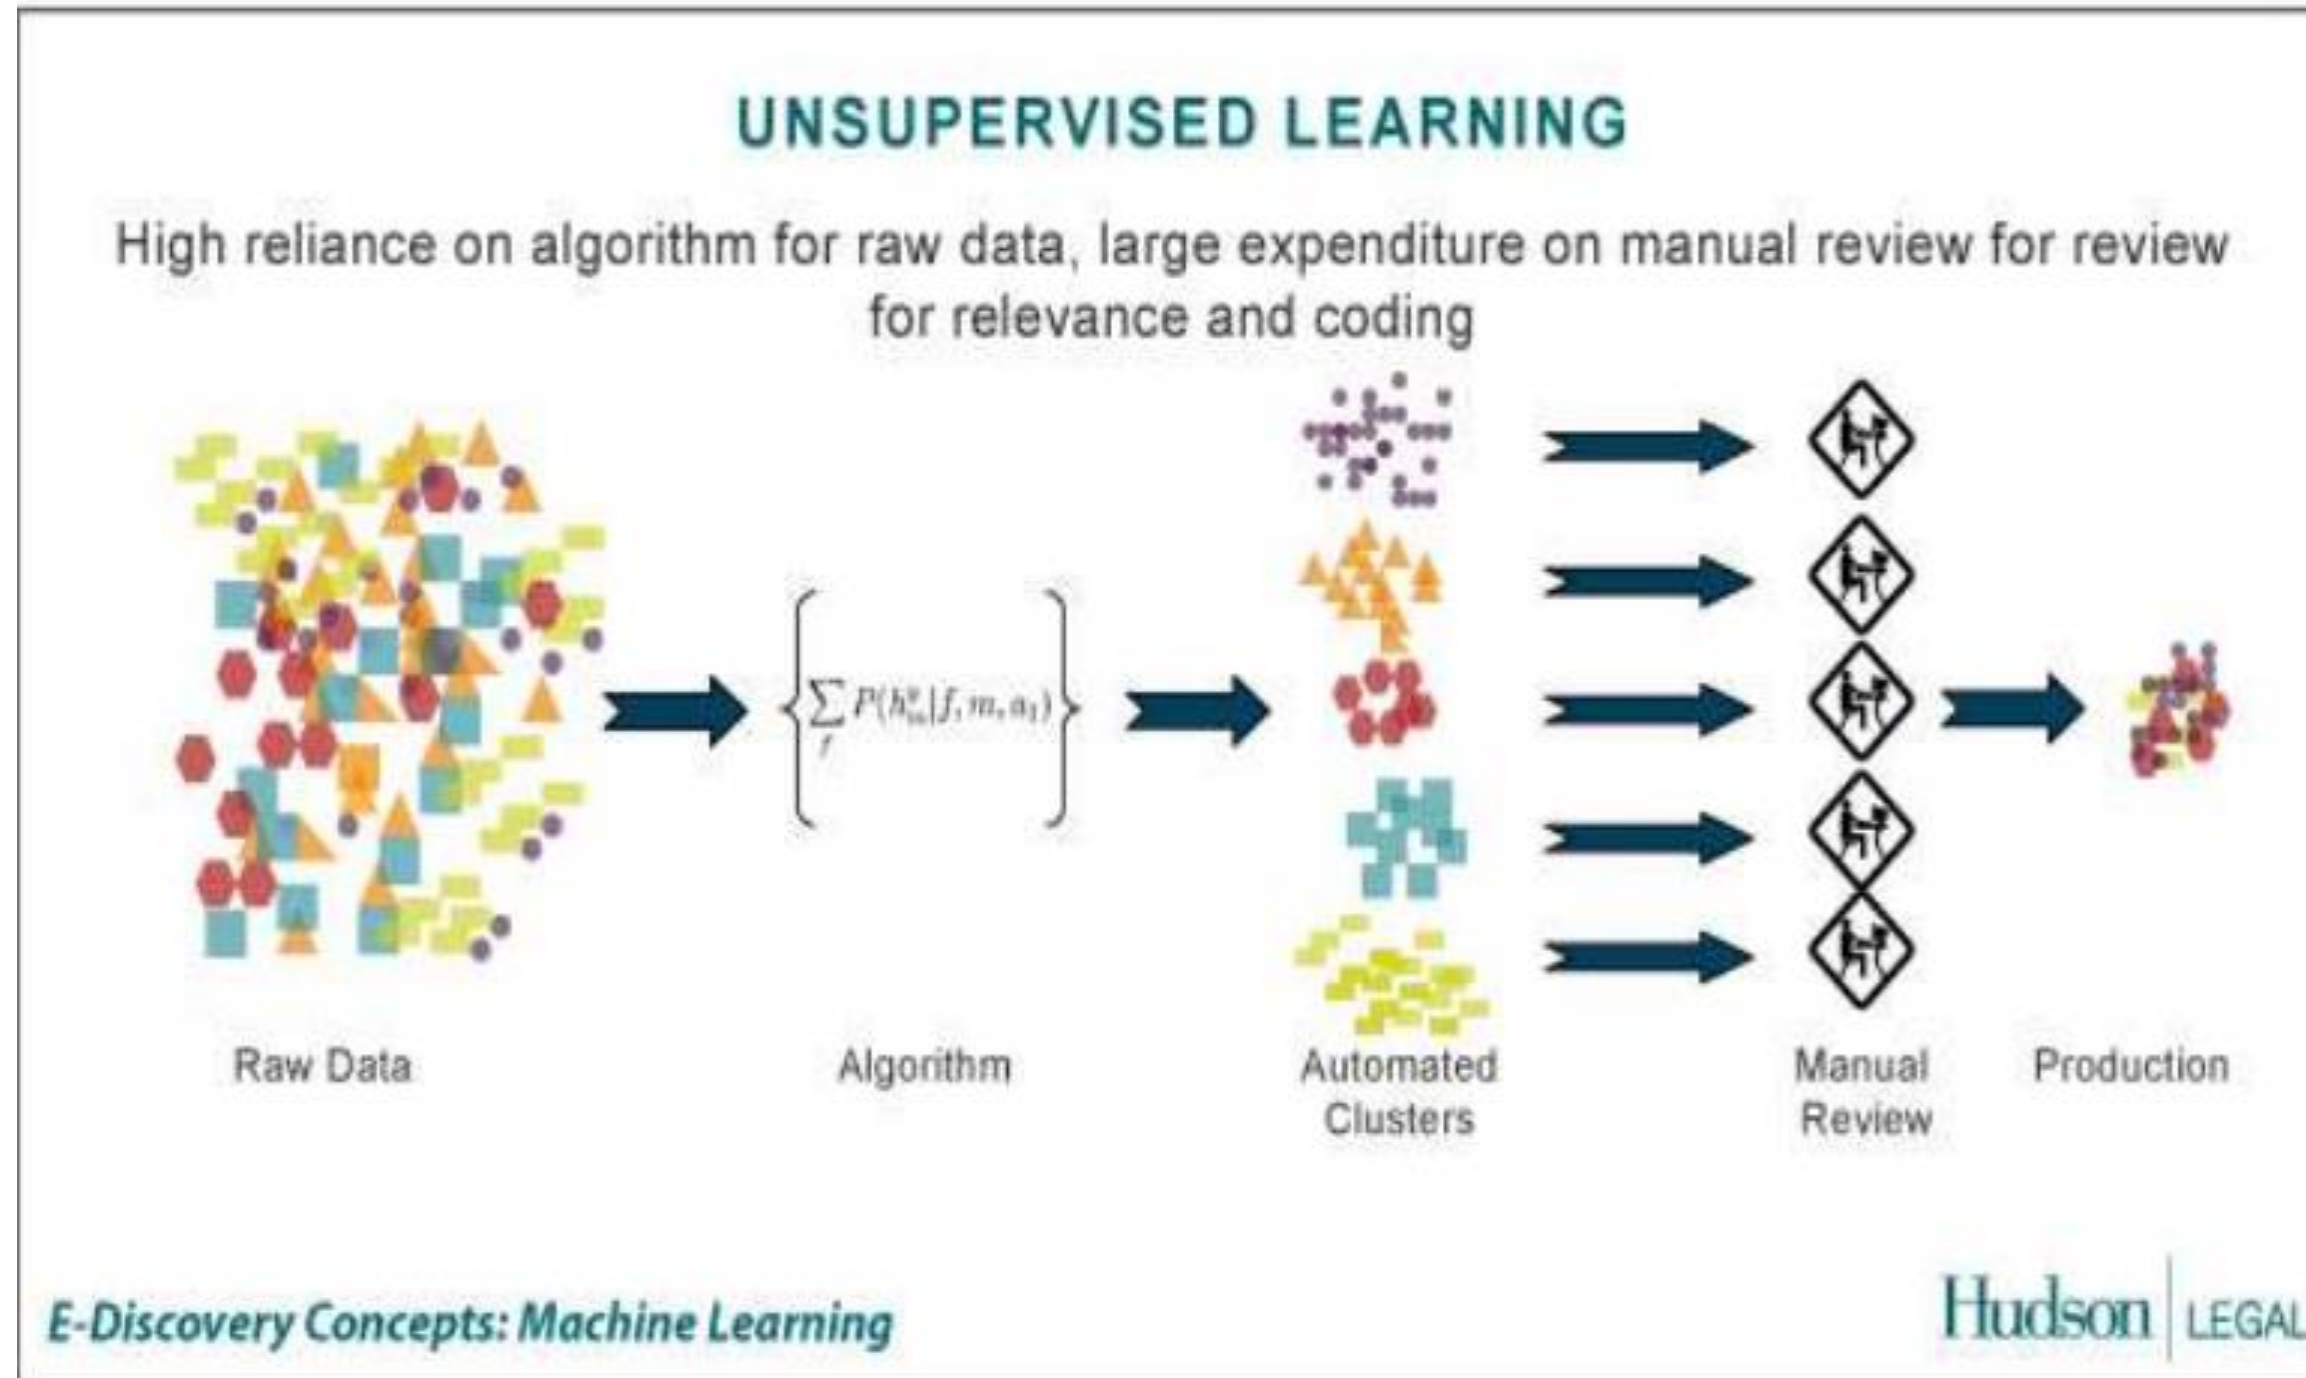 UNSUPERVISED LEARNING
High reliance on algorithm for raw data, large expenditure on manual review for review
for relevance and coding
∑ P(h | f, m, a₁)
f
Raw Data
Algorithm
Automated
Clusters
Manual
Review
Production
E-Discovery Concepts: Machine Learning
Hudson | LEGAL